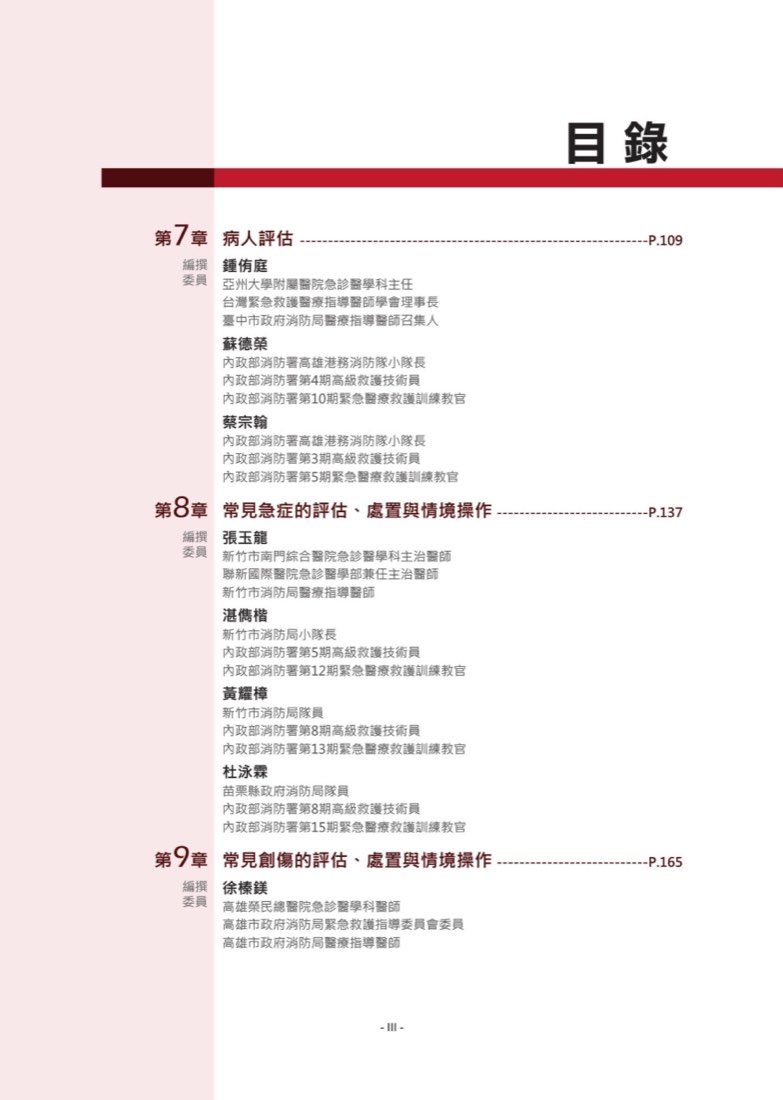 目錄
第7章 病人評估 ---------------------------------------------------------------P.109
編撰委員
鍾侑庭
亞州大學附屬醫院急診醫學科主任
台灣緊急救護醫療指導醫師學會理事長
臺中市政府消防局醫療指導醫師召集人
蘇德榮
內政部消防署高雄港務消防隊小隊長
內政部消防署第4期高級救護技術員
內政部消防署第10期緊急醫療救護訓練教官
蔡宗翰
內政部消防署高雄港務消防隊小隊長
內政部消防署第3期高級救護技術員
內政部消防署第5期緊急醫療救護訓練教官
第8章 常見急症的評估、處置與情境操作 ---------------------------P.137
編撰委員
張玉龍
新竹市南門綜合醫院急診醫學科主治醫師
聯新國際醫院急診醫學部兼任主治醫師
新竹市消防局醫療指導醫師
湛雋楷
新竹市消防局小隊長
內政部消防署第5期高級救護技術員
內政部消防署第12期緊急醫療救護訓練教官
黃耀樟
新竹市消防局隊員
內政部消防署第8期高級救護技術員
內政部消防署第13期緊急醫療救護訓練教官
杜泳霖
苗栗縣政府消防局隊員
內政部消防署第8期高級救護技術員
內政部消防署第15期緊急醫療救護訓練教官
第9章 常見創傷的評估、處置與情境操作 ---------------------------P.165
編撰委員
徐榛鎂
高雄榮民總醫院急診醫學科醫師
高雄市政府消防局緊急救護指導委員會委員
高雄市政府消防局醫療指導醫師
- III -